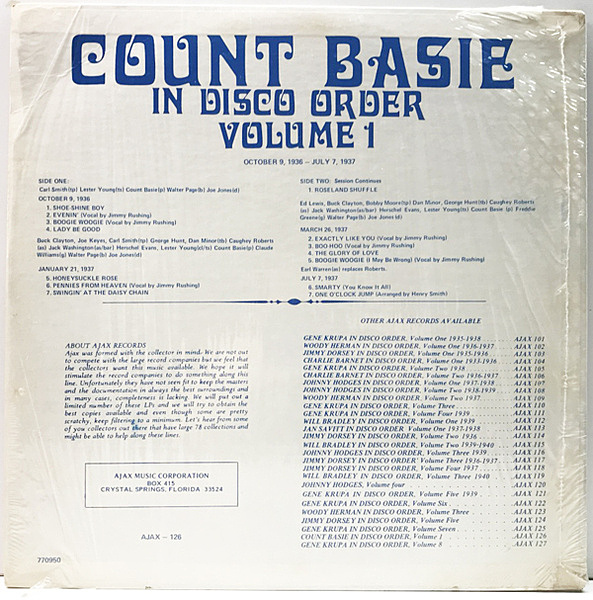 COUNT BASIE
IN DISCO ORDER
VOLUME 1
OCTOBER 9, 1936 – JULY 7, 1937
SIDE ONE:
Carl Smith(tp) Lester Young(ts) Count Basie(p) Walter Page(b) Joe Jones(d)
OCTOBER 9, 1936
1. SHOE-SHINE BOY
2. EVENIN' (Vocal by Jimmy Rushing)
3. BOOGIE WOOGIE (Vocal by Jimmy Rushing)
4. LADY BE GOOD
Buck Clayton, Joe Keyes, Carl Smith(tp) George Hunt, Dan Minor(tb) Caughey Roberts
(as) Jack Washington(as/bar) Herschel Evans, Lester Young(cl/ts) Count Basie(p) Claude
Williams(g) Walter Page(b) Joe Jones(d)
JANUARY 21, 1937
5. HONEYSUCKLE ROSE
6. PENNIES FROM HEAVEN (Vocal by Jimmy Rushing)
7. SWINGIN' AT THE DAISY CHAIN
SIDE TWO: Session Continues
1. ROSELAND SHUFFLE
Ed Lewis, Buck Clayton, Bobby Moore(tp) Dan Minor, George Hunt(tb) Caughey Roberts
(as) Jack Washington(as/bar) Herschel Evans, Lester Young(ts) Count Basie (p) Freddie
Greene(g) Walter Page(b) Joe Jones(d)
MARCH 26, 1937
2. EXACTLY LIKE YOU (Vocal by Jimmy Rushing)
3. BOO HOO (Vocal by Jimmy Rushing)
4. THE GLORY OF LOVE
5. BOOGIE WOOGIE (I May Be Wrong) (Vocal by Jimmy Rushing)
Earl Warren(as) replaces Roberts.
JULY 7, 1937
6. SMARTY (You Know It All)
7. ONE O'CLOCK JUMP (Arranged by Henry Smith)
ABOUT AJAX RECORDS
Ajax was formed with the collector in mind. We are not out
to compete with the large record companies but we feel that
the collectors want this music available. We hope it will
stimulate the record companies to do something along this
line. Unfortunately they have not seen fit to keep the masters
and the documentation in always the best surroundings and
in many cases, completeness is lacking. We will put out a
limited number of these LPs and we will try to obtain the
best copies available and even though some are pretty
scratchy, keep filtering to a minimum. Let's hear from some
of you collectors out there that have large 78 collections and
might be able to help along these lines.
AJAX MUSIC CORPORATION
BOX 415
CRYSTAL SPRINGS, FLORIDA 33524
AJAX – 126
770950
OTHER AJAX RECORDS AVAILABLE
GENE KRUPA IN DISCO ORDER, Volume One 1935-1938 AJAX 101
WOODY HERMAN IN DISCO ORDER, Volume One 1936-1937 AJAX 102
JIMMY DORSEY IN DISCO ORDER, Volume One 1935-1936 AJAX 103
CHARLIE BARNET IN DISCO ORDER, Volume One 1933-1936 AJAX 104
GENE KRUPA IN DISCO ORDER, Volume Two 1938 AJAX 105
CHARLIE BARNET IN DISCO ORDER, Volume Two 1936-1937 AJAX 106
JOHNNY HODGES IN DISCO ORDER, Volume One 1937-1938 AJAX 107
JOHNNY HODGES IN DISCO ORDER, Volume Two 1938-1939 AJAX 108
WOODY HERMAN IN DISCO ORDER, Volume Two 1937 AJAX 109
GENE KRUPA IN DISCO ORDER, Volume Three AJAX 110
GENE KRUPA IN DISCO ORDER, Volume Four 1939 AJAX 111
WILL BRADLEY IN DISCO ORDER, Volume One 1939 AJAX 112
JAN SAVITT IN DISCO ORDER, Volume One 1937-1938 AJAX 113
JIMMY DORSEY IN DISCO ORDER, Volume Two 1936 AJAX 114
WILL BRADLEY IN DISCO ORDER, Volume Two 1939-1940 AJAX 115
JOHNNY HODGES IN DISCO ORDER, Volume Three 1939 AJAX 116
JIMMY DORSEY IN DISCO ORDER, Volume Three 1936-1937 AJAX 117
JIMMY DORSEY IN DISCO ORDER, Volume Four 1937 AJAX 118
WILL BRADLEY IN DISCO ORDER, Volume Three 1940 AJAX 119
JOHNNY HODGES, Volume four AJAX 120
GENE KRUPA IN DISCO ORDER, Volume Five 1939 AJAX 121
GENE KRUPA IN DISCO ORDER, Volume Six AJAX 122
WOODY HERMAN IN DISCO ORDER, Volume Three AJAX 123
JIMMY DORSEY IN DISCO ORDER, Volume Five AJAX 124
GENE KRUPA IN DISCO ORDER, Volume Seven AJAX 125
COUNT BASIE IN DISCO ORDER, Volume 1 AJAX 126
GENE KRUPA IN DISCO ORDER, Volume 8 AJAX 127